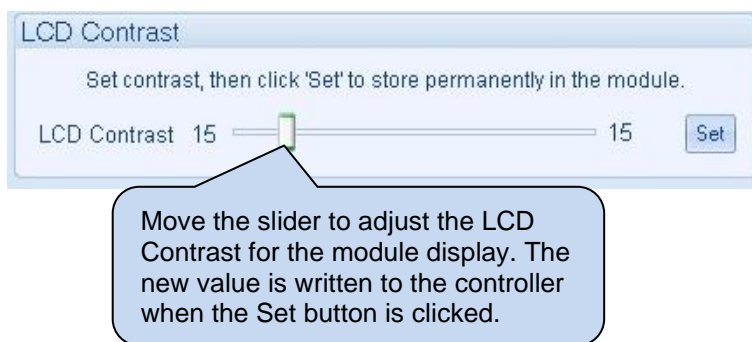 LCD Contrast
Set contrast, then click 'Set' to store permanently in the module.
LCD Contrast 15 15 Set
Move the slider to adjust the LCD
Contrast for the module display. The
new value is written to the controller
when the Set button is clicked.